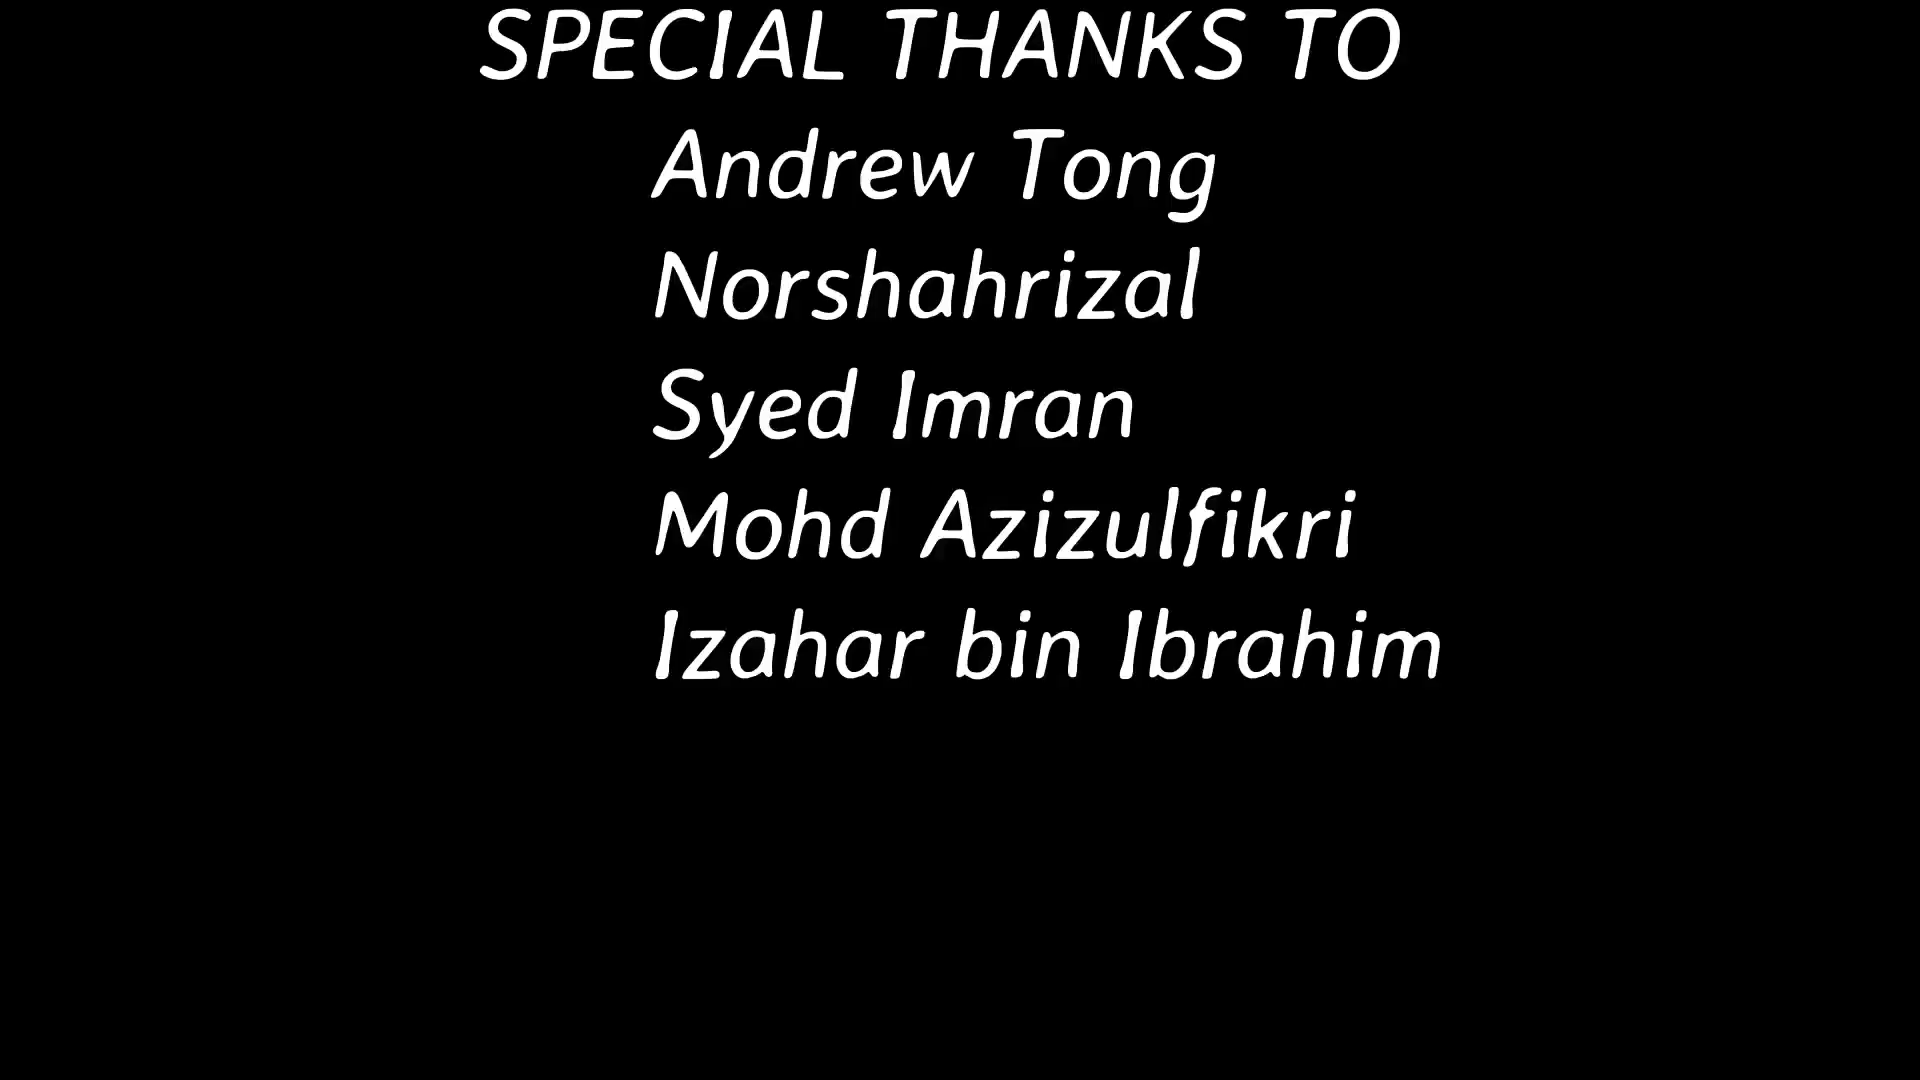 SPECIAL THANKS TO
Andrew Tong
Norshahrizal
Syed Imran
Mohd Azizulfikri
Izahar bin Ibrahim